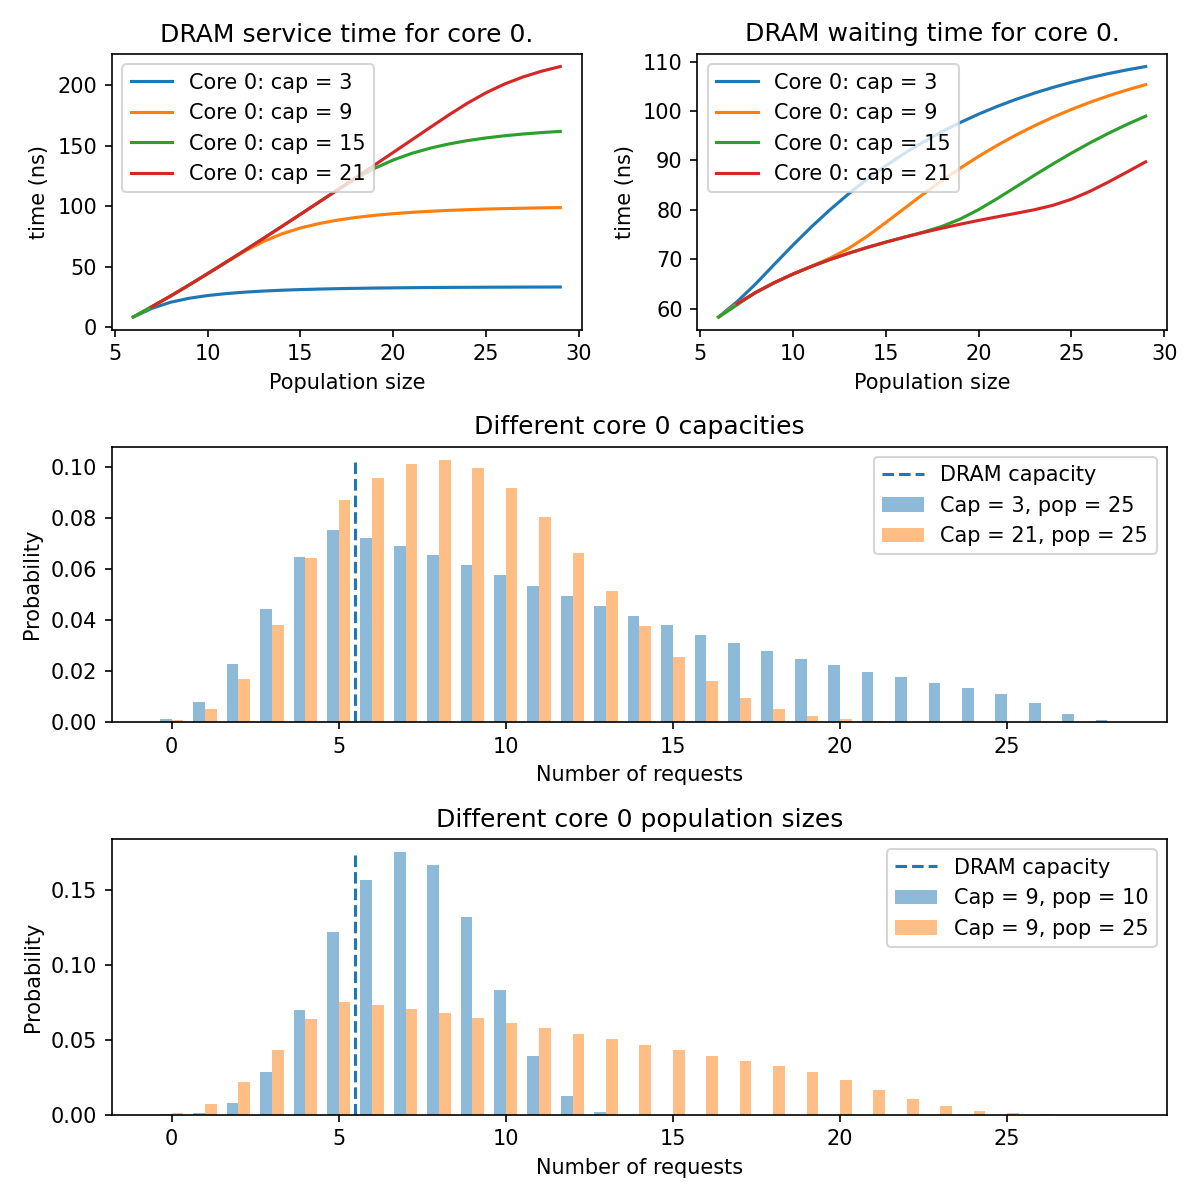 DRAM service time for core 0.
Core 0: cap = 3
Core 0: cap = 9
Core 0: cap = 15
Core 0: cap = 21
time (ns)
200
150
100
50
0
5 10 15 20 25 30
Population size
DRAM waiting time for core 0.
Core 0: cap = 3
Core 0: cap = 9
Core 0: cap = 15
Core 0: cap = 21
time (ns)
110
100
90
80
70
60
5 10 15 20 25 30
Population size
Different core 0 capacities
DRAM capacity
Cap = 3, pop = 25
Cap = 21, pop = 25
Probability
0.10
0.08
0.06
0.04
0.02
0.00
0 5 10 15 20 25
Number of requests
Different core 0 population sizes
DRAM capacity
Cap = 9, pop = 10
Cap = 9, pop = 25
Probability
0.15
0.10
0.05
0.00
0 5 10 15 20 25
Number of requests